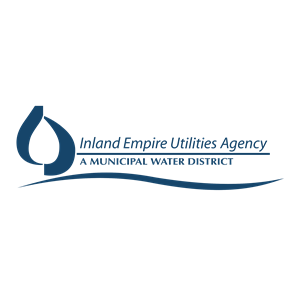 Inland Empire Utilities Agency
A MUNICIPAL WATER DISTRICT